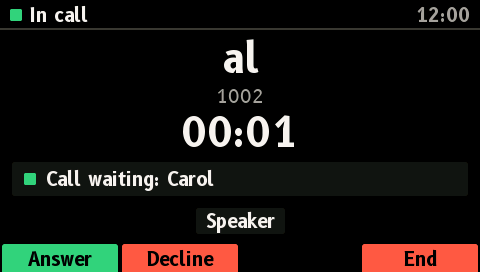 In call 12:00
al
1002
00:01
Call waiting: Carol
Speaker
Answer Decline End